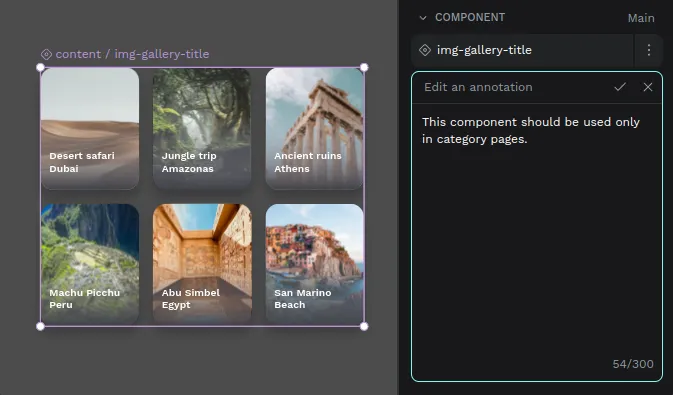 content / img-gallery-title
Desert safari
Dubai
Jungle trip
Amazonas
Ancient ruins
Athens
Machu Picchu
Peru
Abu Simbel
Egypt
San Marino
Beach
COMPONENT
Main
img-gallery-title
Edit an annotation
This component should be used only
in category pages.
54/300